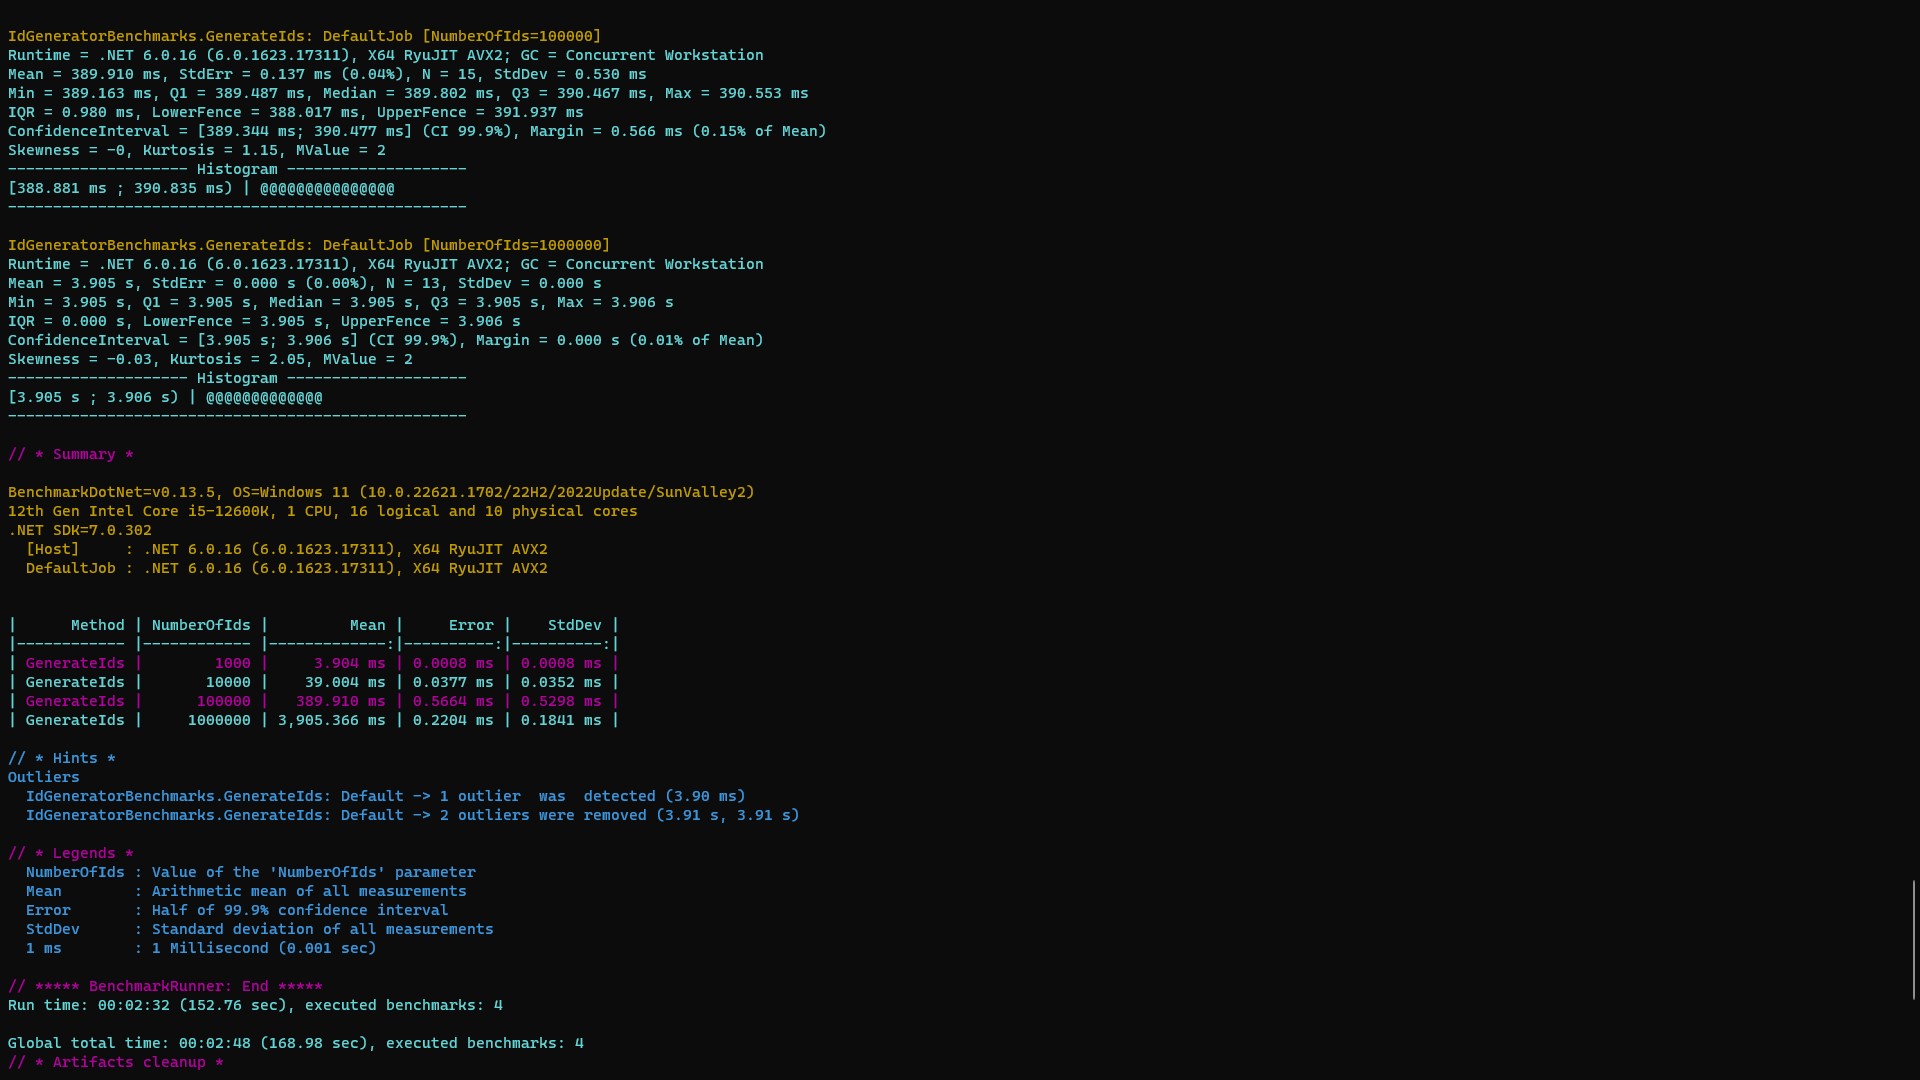 IdGeneratorBenchmarks.GenerateIds: DefaultJob [NumberOfIds=100000]
Runtime = .NET 6.0.16 (6.0.1623.17311), X64 RyuJIT AVX2; GC = Concurrent Workstation
Mean = 389.910 ms, StdErr = 0.137 ms (0.04%), N = 15, StdDev = 0.530 ms
Min = 389.163 ms, Q1 = 389.487 ms, Median = 389.802 ms, Q3 = 390.467 ms, Max = 390.553 ms
IQR = 0.980 ms, LowerFence = 388.017 ms, UpperFence = 391.937 ms
ConfidenceInterval = [389.344 ms; 390.477 ms] (CI 99.9%), Margin = 0.566 ms (0.15% of Mean)
Skewness = -0, Kurtosis = 1.15, MValue = 2
-------------------- Histogram --------------------
[388.881 ms ; 390.835 ms) | @@@@@@@@@@@@@@@
---------------------------------------------------
IdGeneratorBenchmarks.GenerateIds: DefaultJob [NumberOfIds=1000000]
Runtime = .NET 6.0.16 (6.0.1623.17311), X64 RyuJIT AVX2; GC = Concurrent Workstation
Mean = 3.905 s, StdErr = 0.000 s (0.00%), N = 13, StdDev = 0.000 s
Min = 3.905 s, Q1 = 3.905 s, Median = 3.905 s, Q3 = 3.905 s, Max = 3.906 s
IQR = 0.000 s, LowerFence = 3.905 s, UpperFence = 3.906 s
ConfidenceInterval = [3.905 s; 3.906 s] (CI 99.9%), Margin = 0.000 s (0.01% of Mean)
Skewness = -0.03, Kurtosis = 2.05, MValue = 2
-------------------- Histogram --------------------
[3.905 s ; 3.906 s) | @@@@@@@@@@@@@
---------------------------------------------------
// * Summary *
BenchmarkDotNet=v0.13.5, OS=Windows 11 (10.0.22621.1702/22H2/2022Update/SunValley2)
12th Gen Intel Core i5-12600K, 1 CPU, 16 logical and 10 physical cores
.NET SDK=7.0.302
  [Host]     : .NET 6.0.16 (6.0.1623.17311), X64 RyuJIT AVX2
  DefaultJob : .NET 6.0.16 (6.0.1623.17311), X64 RyuJIT AVX2
|      Method | NumberOfIds |         Mean |     Error |    StdDev |
|------------ |------------ |-------------:|----------:|----------:|
| GenerateIds |        1000 |     3.904 ms | 0.0008 ms | 0.0008 ms |
| GenerateIds |       10000 |    39.004 ms | 0.0377 ms | 0.0352 ms |
| GenerateIds |      100000 |   389.910 ms | 0.5664 ms | 0.5298 ms |
| GenerateIds |     1000000 | 3,905.366 ms | 0.2204 ms | 0.1841 ms |
// * Hints *
Outliers
  IdGeneratorBenchmarks.GenerateIds: Default -> 1 outlier  was  detected (3.90 ms)
  IdGeneratorBenchmarks.GenerateIds: Default -> 2 outliers were removed (3.91 s, 3.91 s)
// * Legends *
  NumberOfIds : Value of the 'NumberOfIds' parameter
  Mean        : Arithmetic mean of all measurements
  Error       : Half of 99.9% confidence interval
  StdDev      : Standard deviation of all measurements
  1 ms        : 1 Millisecond (0.001 sec)
// ***** BenchmarkRunner: End *****
Run time: 00:02:32 (152.76 sec), executed benchmarks: 4
Global total time: 00:02:48 (168.98 sec), executed benchmarks: 4
// * Artifacts cleanup *